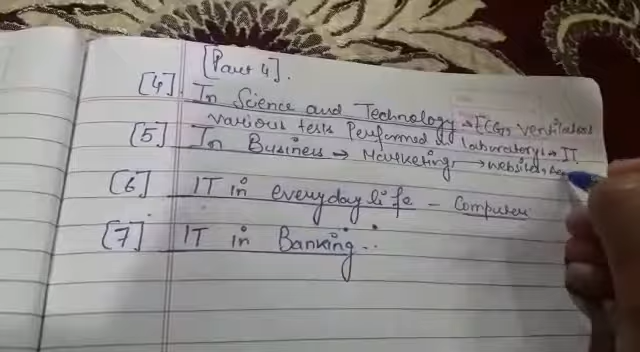 [Part 4].
[4]. In Science and Technology → ECG, ventilators
various tests Performed in laboratory → IT.
[5] In Business → Marketing, → website,
[6] IT in everyday life - Computer
[7] IT in Banking.